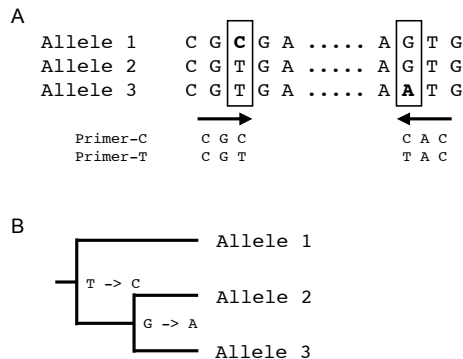 A
Allele 1 C G C G A ..... A G T G
Allele 2 C G T G A ..... A G T G
Allele 3 C G T G A ..... A A T G
Primer-C C G C C A C
Primer-T C G T T A C
B
Allele 1
T -> C
Allele 2
G -> A
Allele 3